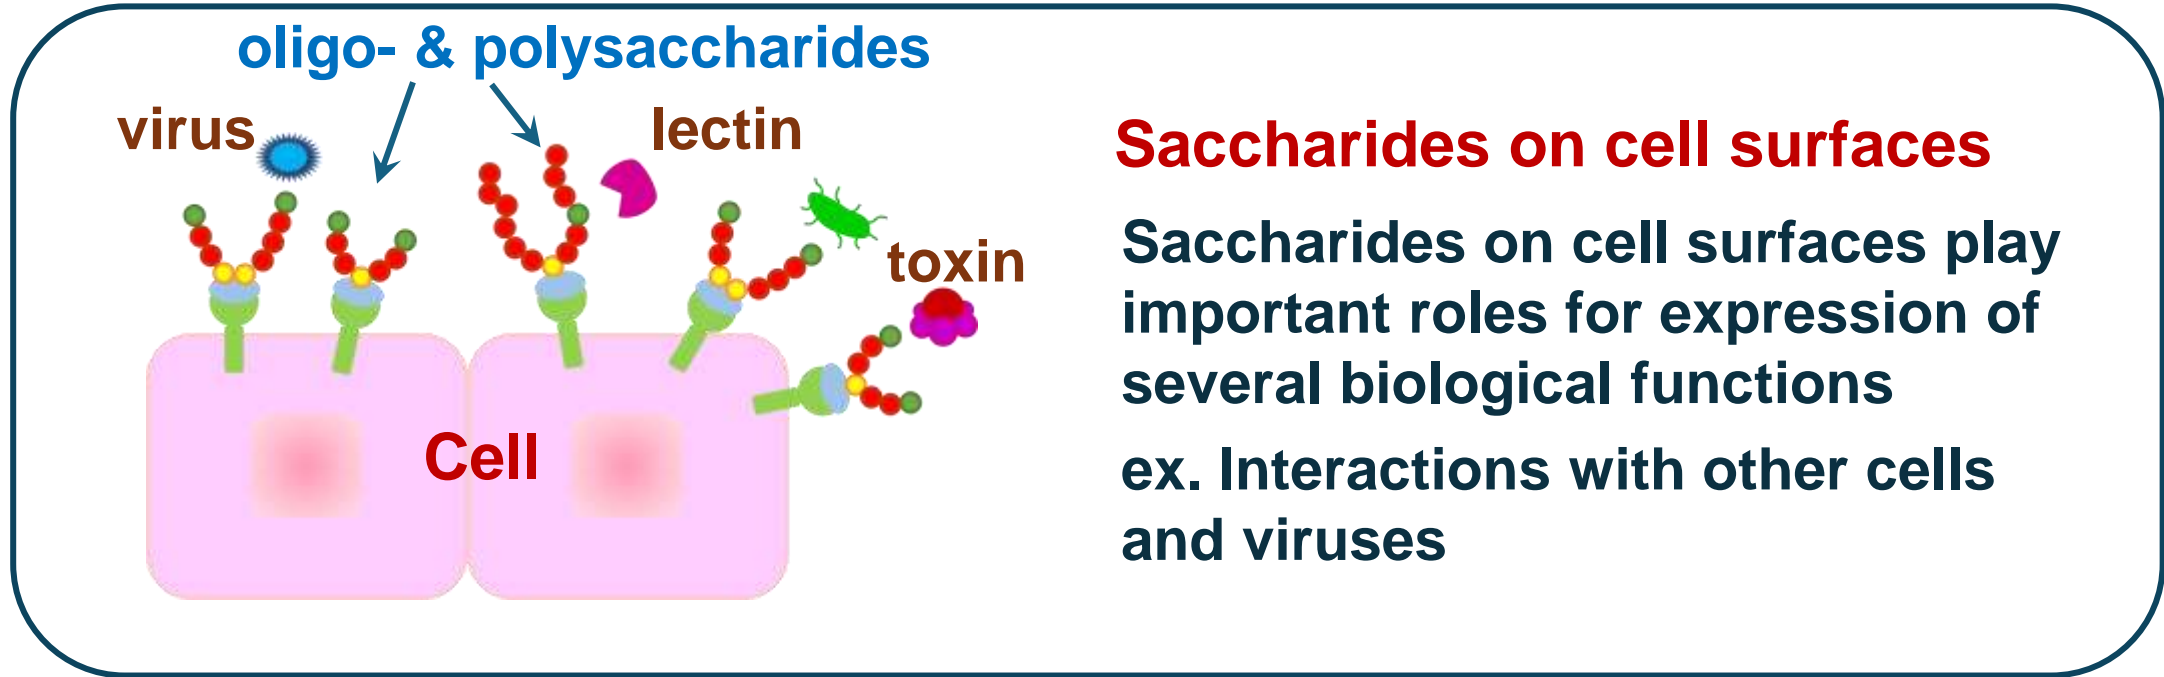 oligo- & polysaccharides
virus
lectin
toxin
Cell
Saccharides on cell surfaces
Saccharides on cell surfaces play
important roles for expression of
several biological functions
ex. Interactions with other cells
and viruses